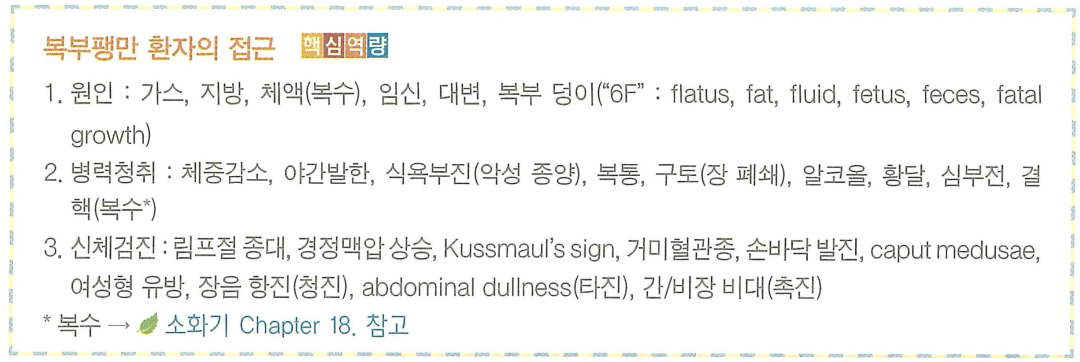 복부팽만 환자의 접근 핵심역량
1. 원인 : 가스, 지방, 체액(복수), 임신, 대변, 복부 덩이(“6F” : flatus, fat, fluid, fetus, feces, fatal
growth)
2. 병력청취 : 체중감소, 야간발한, 식욕부진(악성 종양), 복통, 구토(장 폐쇄), 알코올, 황달, 심부전, 결
핵(복수*)
3. 신체검진 : 림프절 종대, 경정맥압 상승, Kussmaul’s sign, 거미혈관종, 손바닥 발진, caput medusae,
여성형 유방, 장음 항진(청진), abdominal dullness(타진), 간/비장 비대(촉진)
* 복수 → 소화기 Chapter 18. 참고